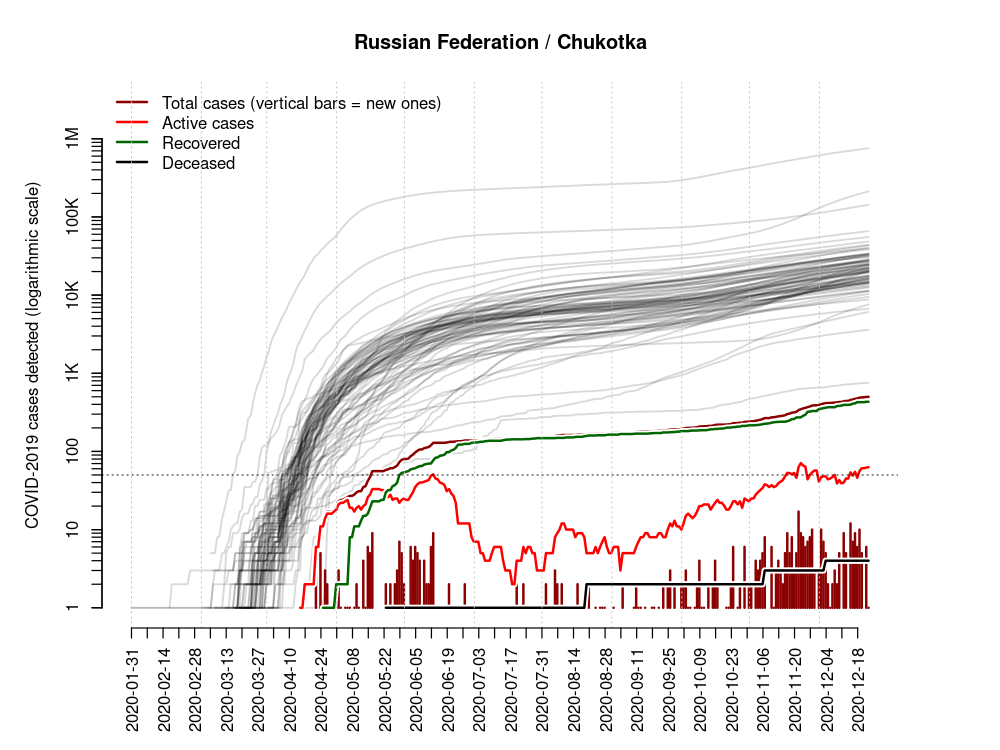 Russian Federation / Chukotka
Total cases (vertical bars = new ones)
Active cases
Recovered
Deceased
COVID-2019 cases detected (logarithmic scale)
1M
100K
10K
1K
100
10
1
2020-01-31
2020-02-14
2020-02-28
2020-03-13
2020-03-27
2020-04-10
2020-04-24
2020-05-08
2020-05-22
2020-06-05
2020-06-19
2020-07-03
2020-07-17
2020-07-31
2020-08-14
2020-08-28
2020-09-11
2020-09-25
2020-10-09
2020-10-23
2020-11-06
2020-11-20
2020-12-04
2020-12-18